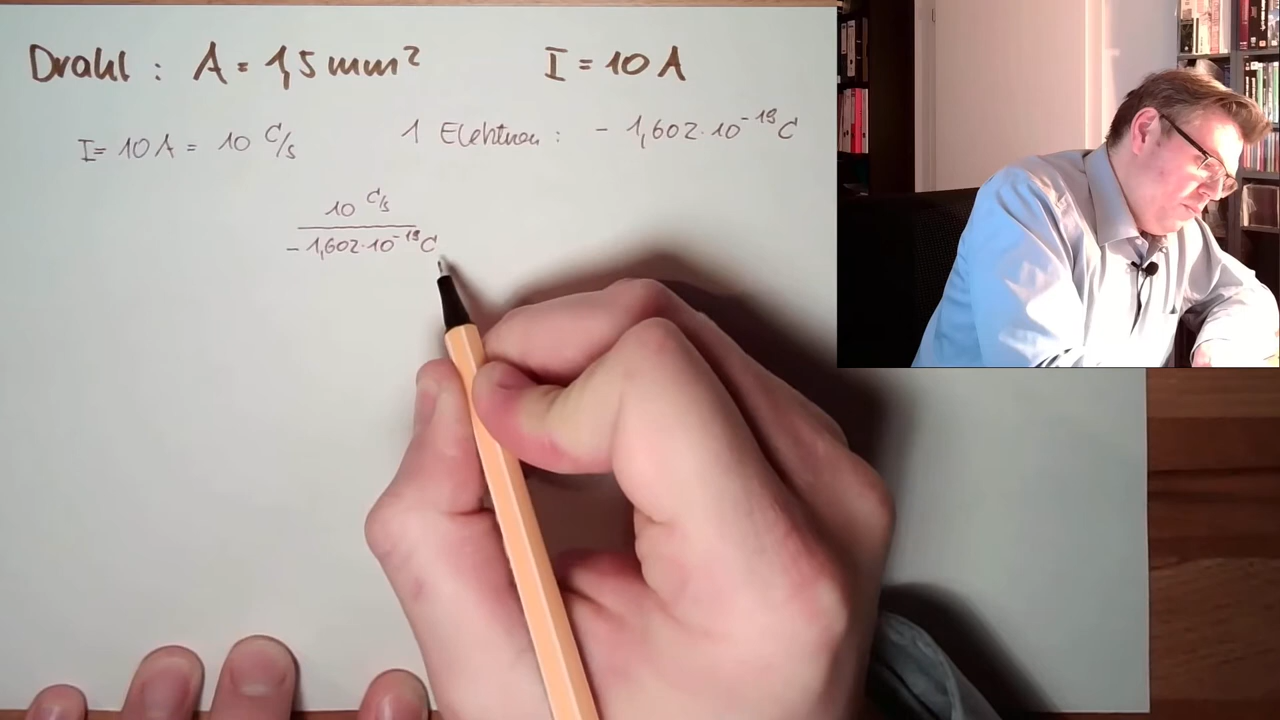 Draht : A = 1,5 mm² I = 10 A
I = 10 A = 10 C/s 1 Elektron : - 1,602·10⁻¹⁹ C
10 C/s
- 1,602·10⁻¹⁹ C